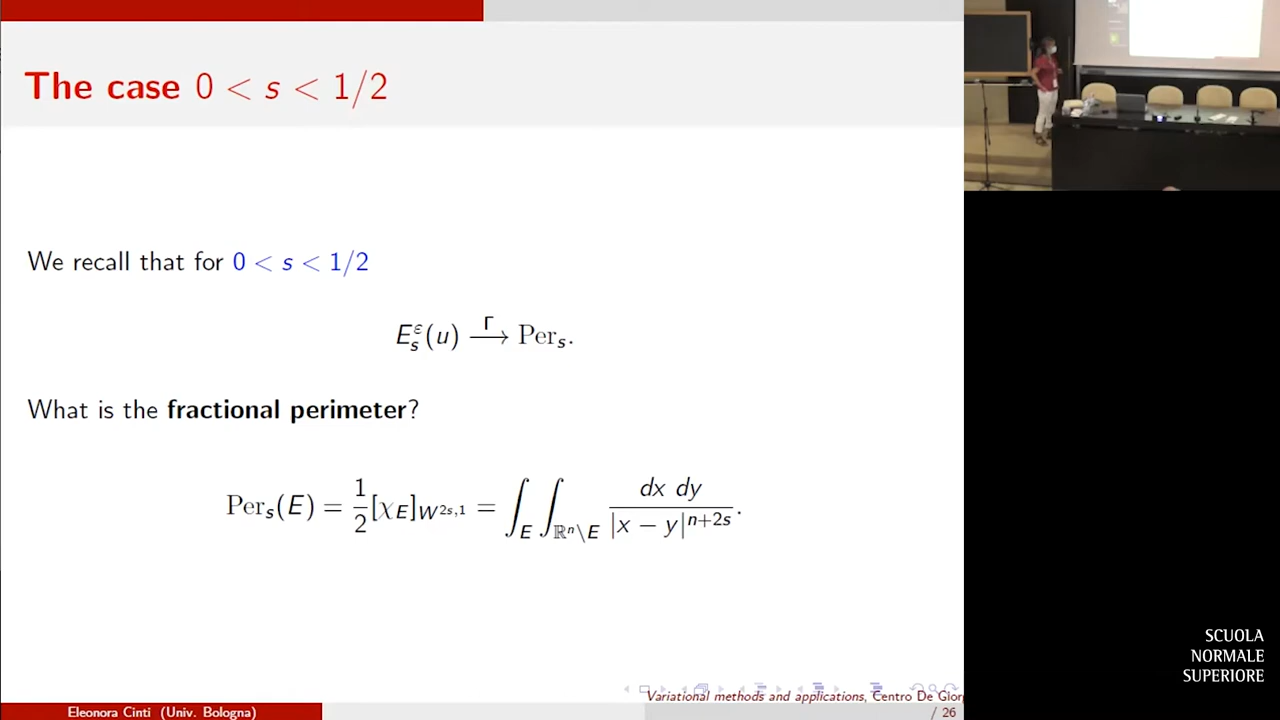 The case 0 < s < 1/2
We recall that for 0 < s < 1/2
E_s^ε(u) —Γ→ Per_s.
What is the fractional perimeter?
Per_s(E) = 1/2 [χ_E]_{W^{2s,1}} = ∫_E ∫_{ℝ^n\E} dx dy / |x − y|^{n+2s}.
Variational methods and applications, Centro De Gior
Eleonora Cinti (Univ. Bologna)
/ 26
SCUOLA
NORMALE
SUPERIORE